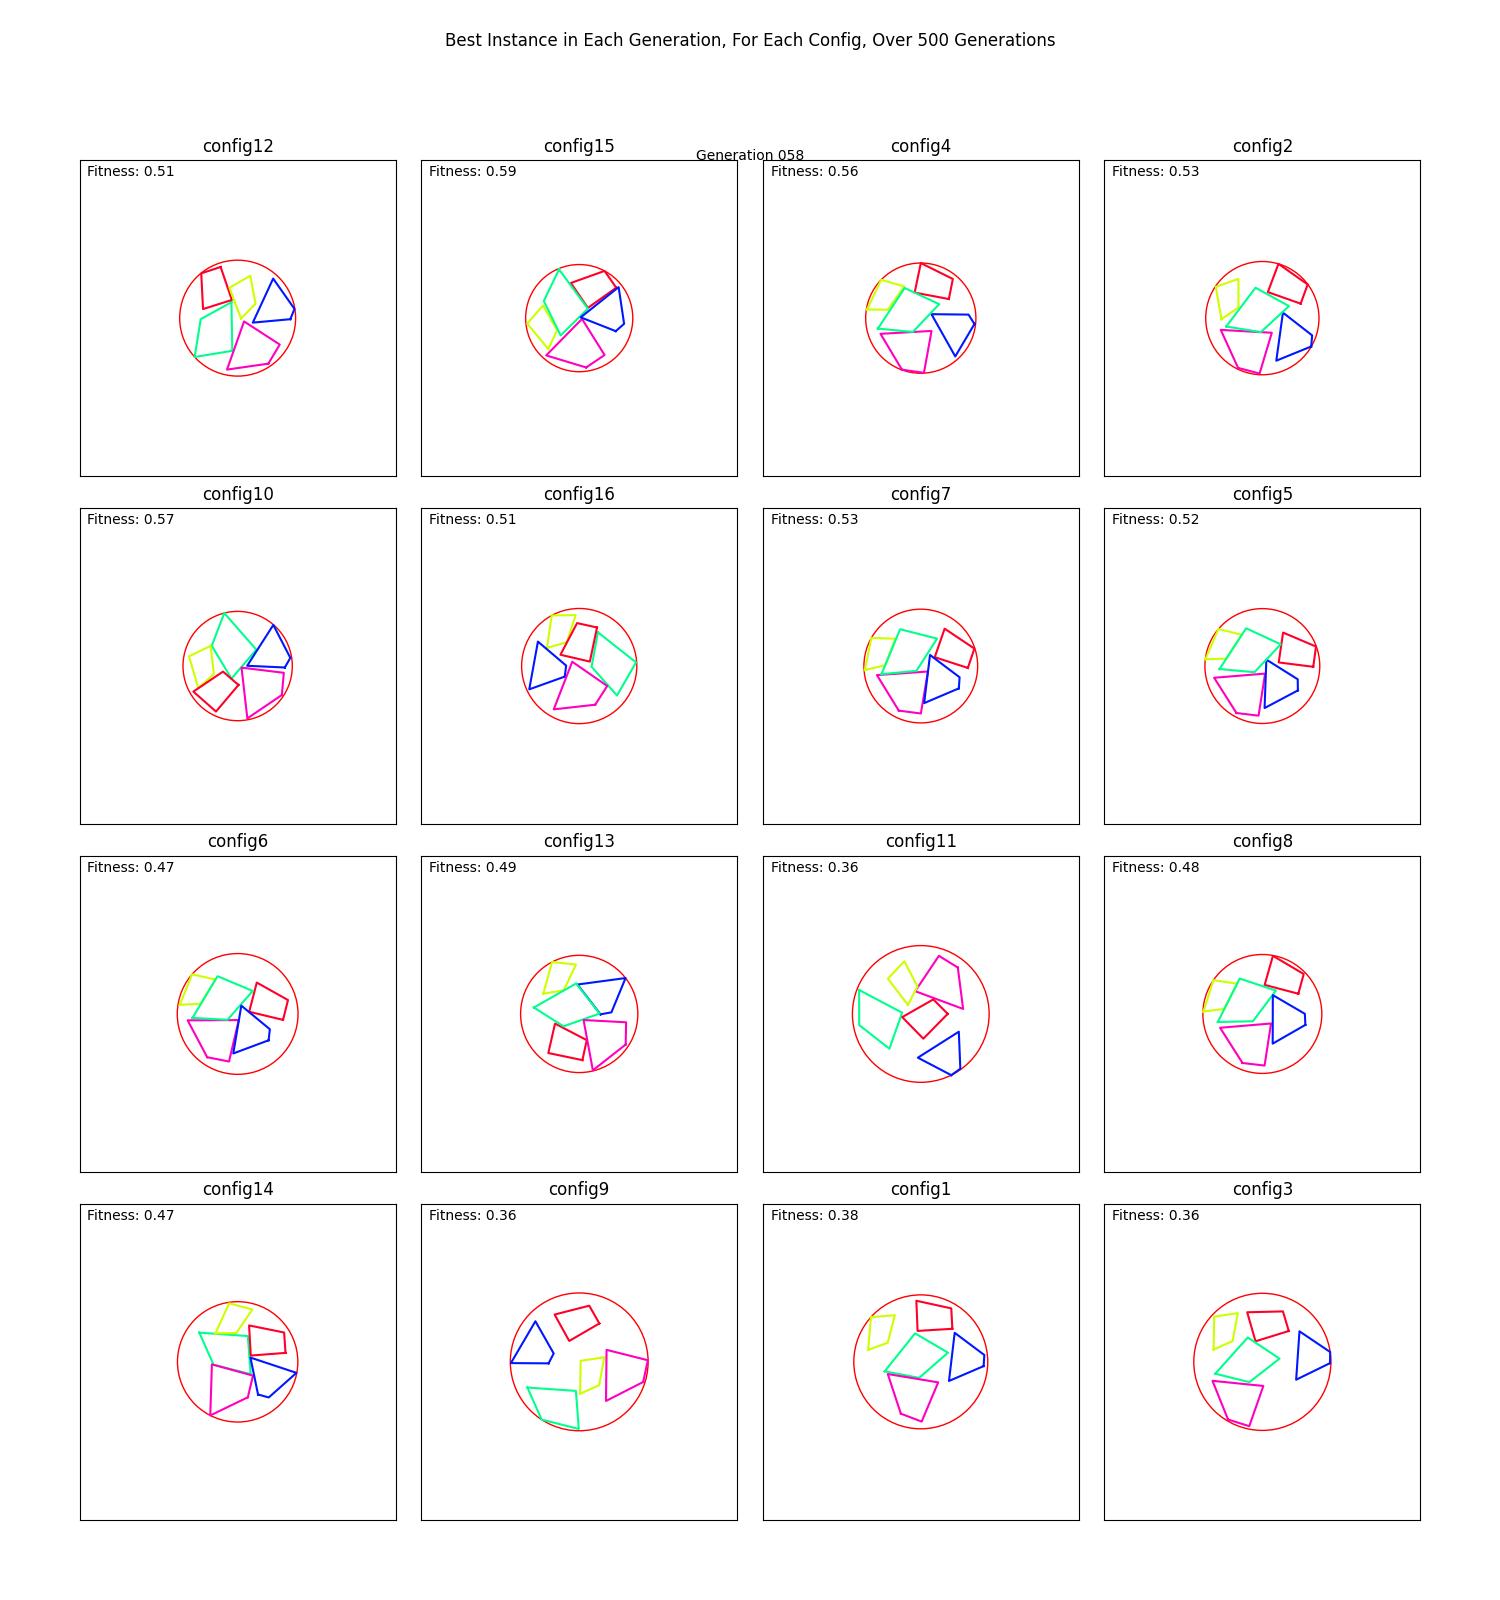 Best Instance in Each Generation, For Each Config, Over 500 Generations
Generation 058
config12
Fitness: 0.51
config15
Fitness: 0.59
config4
Fitness: 0.56
config2
Fitness: 0.53
config10
Fitness: 0.57
config16
Fitness: 0.51
config7
Fitness: 0.53
config5
Fitness: 0.52
config6
Fitness: 0.47
config13
Fitness: 0.49
config11
Fitness: 0.36
config8
Fitness: 0.48
config14
Fitness: 0.47
config9
Fitness: 0.36
config1
Fitness: 0.38
config3
Fitness: 0.36